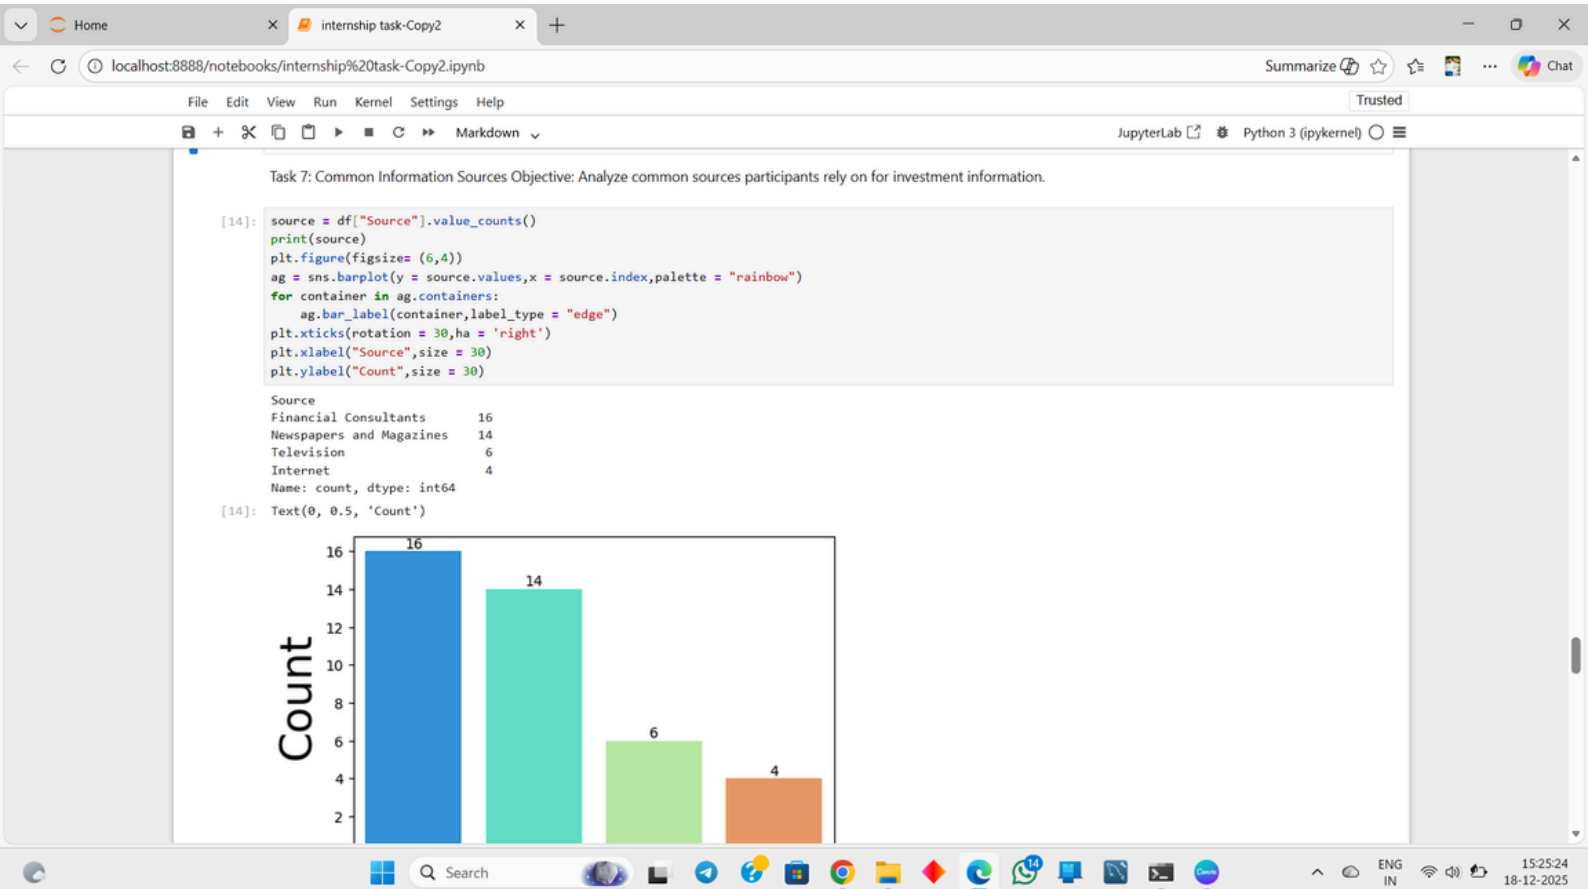 Home
internship task-Copy2
localhost:8888/notebooks/internship%20task-Copy2.ipynb
Summarize
Chat
File Edit View Run Kernel Settings Help
Trusted
Markdown
JupyterLab
Python 3 (ipykernel)
Task 7: Common Information Sources Objective: Analyze common sources participants rely on for investment information.
[14]: source = df["Source"].value_counts()
print(source)
plt.figure(figsize= (6,4))
ag = sns.barplot(y = source.values,x = source.index,palette = "rainbow")
for container in ag.containers:
    ag.bar_label(container,label_type = "edge")
plt.xticks(rotation = 30,ha = 'right')
plt.xlabel("Source",size = 30)
plt.ylabel("Count",size = 30)
Source
Financial Consultants 16
Newspapers and Magazines 14
Television 6
Internet 4
Name: count, dtype: int64
[14]: Text(0, 0.5, 'Count')
Count
16
14
12
10
8
6
4
2
16
14
6
4
Search
14
Canva
ENG
IN
15:25:24
18-12-2025